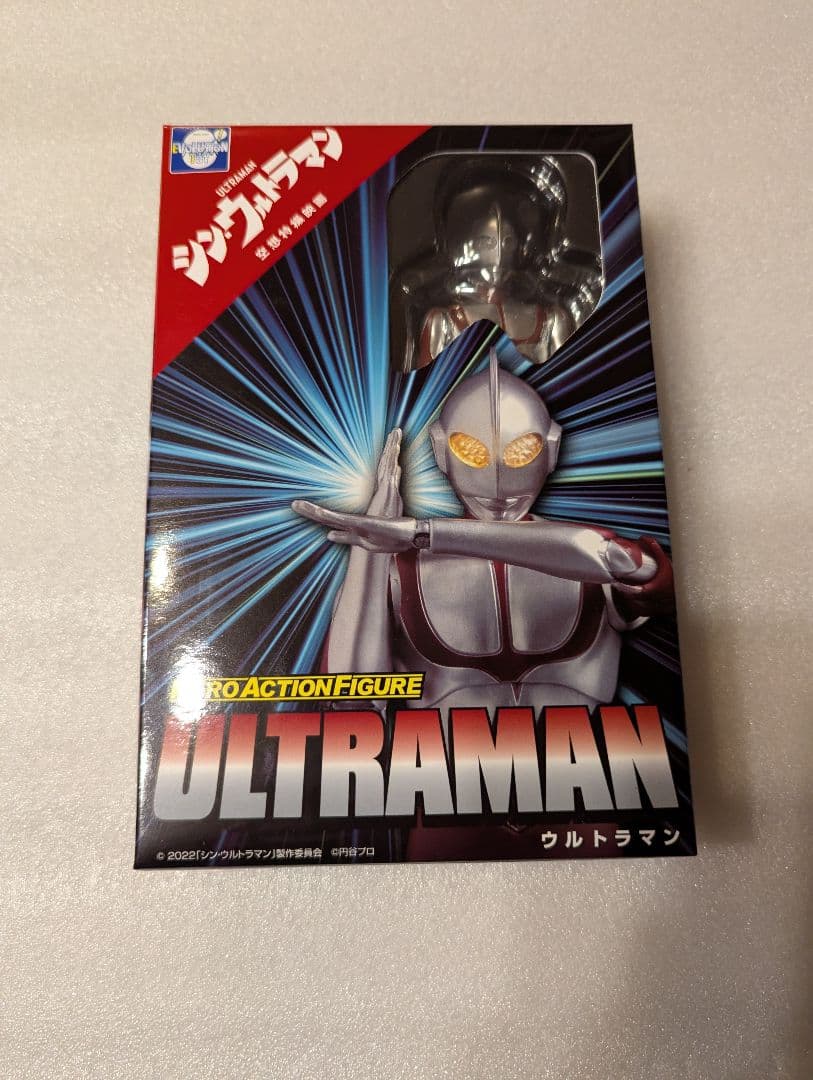 EVOLUTION
TOY
ULTRAMAN
シン・ウルトラマン
空想特撮映画
HERO ACTION FIGURE
ULTRAMAN
ウルトラマン
© 2022「シン・ウルトラマン」製作委員会 ©円谷プロ